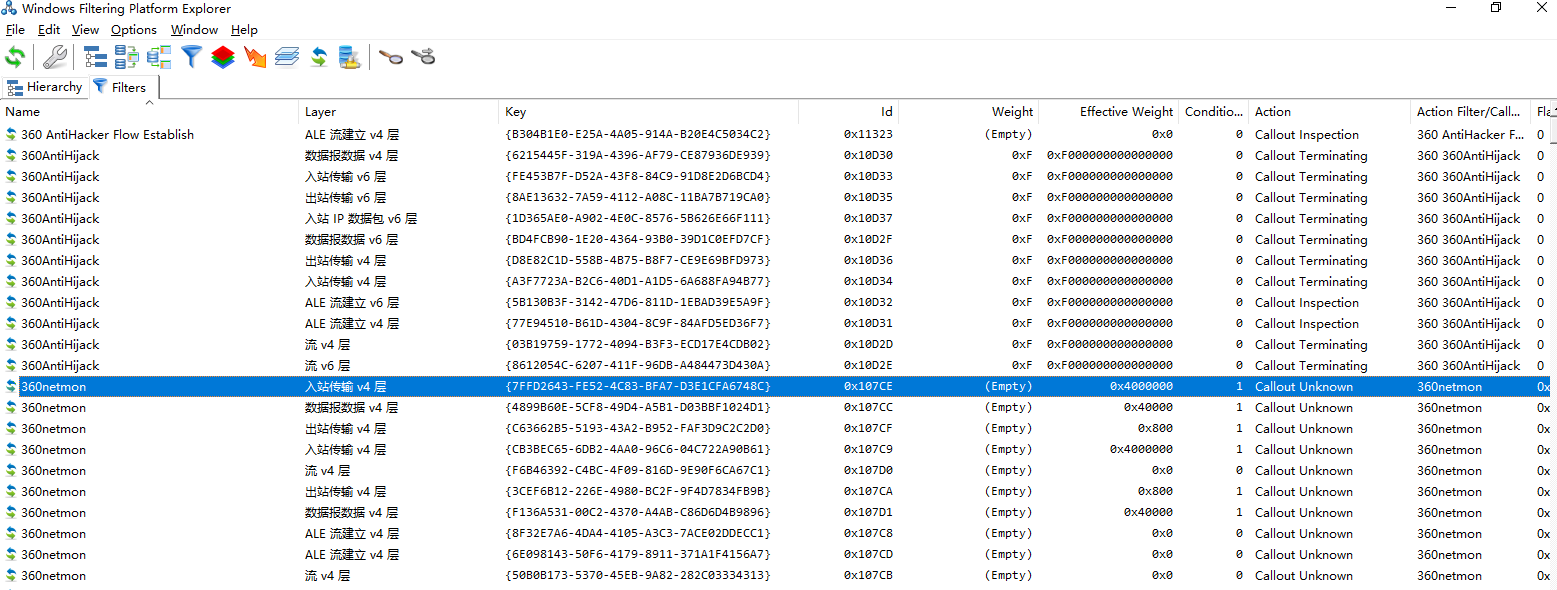 Windows Filtering Platform Explorer
File Edit View Options Window Help
Hierarchy Filters
Name Layer Key Id Weight Effective Weight Conditio... Action Action Filter/Call... Fla
360 AntiHacker Flow Establish ALE 流建立 v4 层 {B304B1E0-E25A-4A05-914A-B20E4C5034C2} 0x11323 (Empty) 0x0 0 Callout Inspection 360 AntiHacker F... 0
360AntiHijack 数据报数据 v4 层 {6215445F-319A-4396-AF79-CE87936DE939} 0x10D30 0xF 0xF000000000000000 0 Callout Terminating 360 360AntiHijack 0
360AntiHijack 入站传输 v6 层 {FE453B7F-D52A-43F8-84C9-91D8E2D6BCD4} 0x10D33 0xF 0xF000000000000000 0 Callout Terminating 360 360AntiHijack 0
360AntiHijack 出站传输 v6 层 {8AE13632-7A59-4112-A08C-11BA7B719CA0} 0x10D35 0xF 0xF000000000000000 0 Callout Terminating 360 360AntiHijack 0
360AntiHijack 入站 IP 数据包 v6 层 {1D365AE0-A902-4E0C-8576-5B626E66F111} 0x10D37 0xF 0xF000000000000000 0 Callout Terminating 360 360AntiHijack 0
360AntiHijack 数据报数据 v6 层 {BD4FCB90-1E20-4364-93B0-39D1C0EFD7CF} 0x10D2F 0xF 0xF000000000000000 0 Callout Terminating 360 360AntiHijack 0
360AntiHijack 出站传输 v4 层 {D8E82C1D-558B-4B75-B8F7-CE9E69BFD973} 0x10D36 0xF 0xF000000000000000 0 Callout Terminating 360 360AntiHijack 0
360AntiHijack 入站传输 v4 层 {A3F7723A-B2C6-40D1-A1D5-6A688FA94B77} 0x10D34 0xF 0xF000000000000000 0 Callout Terminating 360 360AntiHijack 0
360AntiHijack ALE 流建立 v6 层 {5B130B3F-3142-47D6-811D-1EBAD39E5A9F} 0x10D32 0xF 0xF000000000000000 0 Callout Inspection 360 360AntiHijack 0
360AntiHijack ALE 流建立 v4 层 {77E94510-B61D-4304-8C9F-84AFD5ED36F7} 0x10D31 0xF 0xF000000000000000 0 Callout Inspection 360 360AntiHijack 0
360AntiHijack 流 v4 层 {03B19759-1772-4094-B3F3-ECD17E4CDB02} 0x10D2D 0xF 0xF000000000000000 0 Callout Terminating 360 360AntiHijack 0
360AntiHijack 流 v6 层 {8612054C-6207-411F-96DB-A484473D430A} 0x10D2E 0xF 0xF000000000000000 0 Callout Terminating 360 360AntiHijack 0
360netmon 入站传输 v4 层 {7FFD2643-FE52-4C83-BFA7-D3E1CFA6748C} 0x107CE (Empty) 0x4000000 1 Callout Unknown 360netmon 0x
360netmon 数据报数据 v4 层 {4899B60E-5CF8-49D4-A5B1-D03BBF1024D1} 0x107CC (Empty) 0x40000 1 Callout Unknown 360netmon 0x
360netmon 出站传输 v4 层 {C63662B5-5193-43A2-B952-FAF3D9C2C2D0} 0x107CF (Empty) 0x800 1 Callout Unknown 360netmon 0x
360netmon 入站传输 v4 层 {CB3BEC65-6DB2-4AA0-96C6-04C722A90B61} 0x107C9 (Empty) 0x4000000 1 Callout Unknown 360netmon 0x
360netmon 流 v4 层 {F6B46392-C4BC-4F09-816D-9E90F6CA67C1} 0x107D0 (Empty) 0x0 0 Callout Unknown 360netmon 0x
360netmon 出站传输 v4 层 {3CEF6B12-226E-4980-BC2F-9F4D7834FB9B} 0x107CA (Empty) 0x800 1 Callout Unknown 360netmon 0x
360netmon 数据报数据 v4 层 {F136A531-00C2-4370-A4AB-C86D6D4B9896} 0x107D1 (Empty) 0x40000 1 Callout Unknown 360netmon 0x
360netmon ALE 流建立 v4 层 {8F32E7A6-4DA4-4105-A3C3-7ACE02DDECC1} 0x107C8 (Empty) 0x0 0 Callout Unknown 360netmon 0x
360netmon ALE 流建立 v4 层 {6E098143-50F6-4179-8911-371A1F4156A7} 0x107CD (Empty) 0x0 0 Callout Unknown 360netmon 0x
360netmon 流 v4 层 {50B0B173-5370-45EB-9A82-282C03334313} 0x107CB (Empty) 0x0 0 Callout Unknown 360netmon 0x